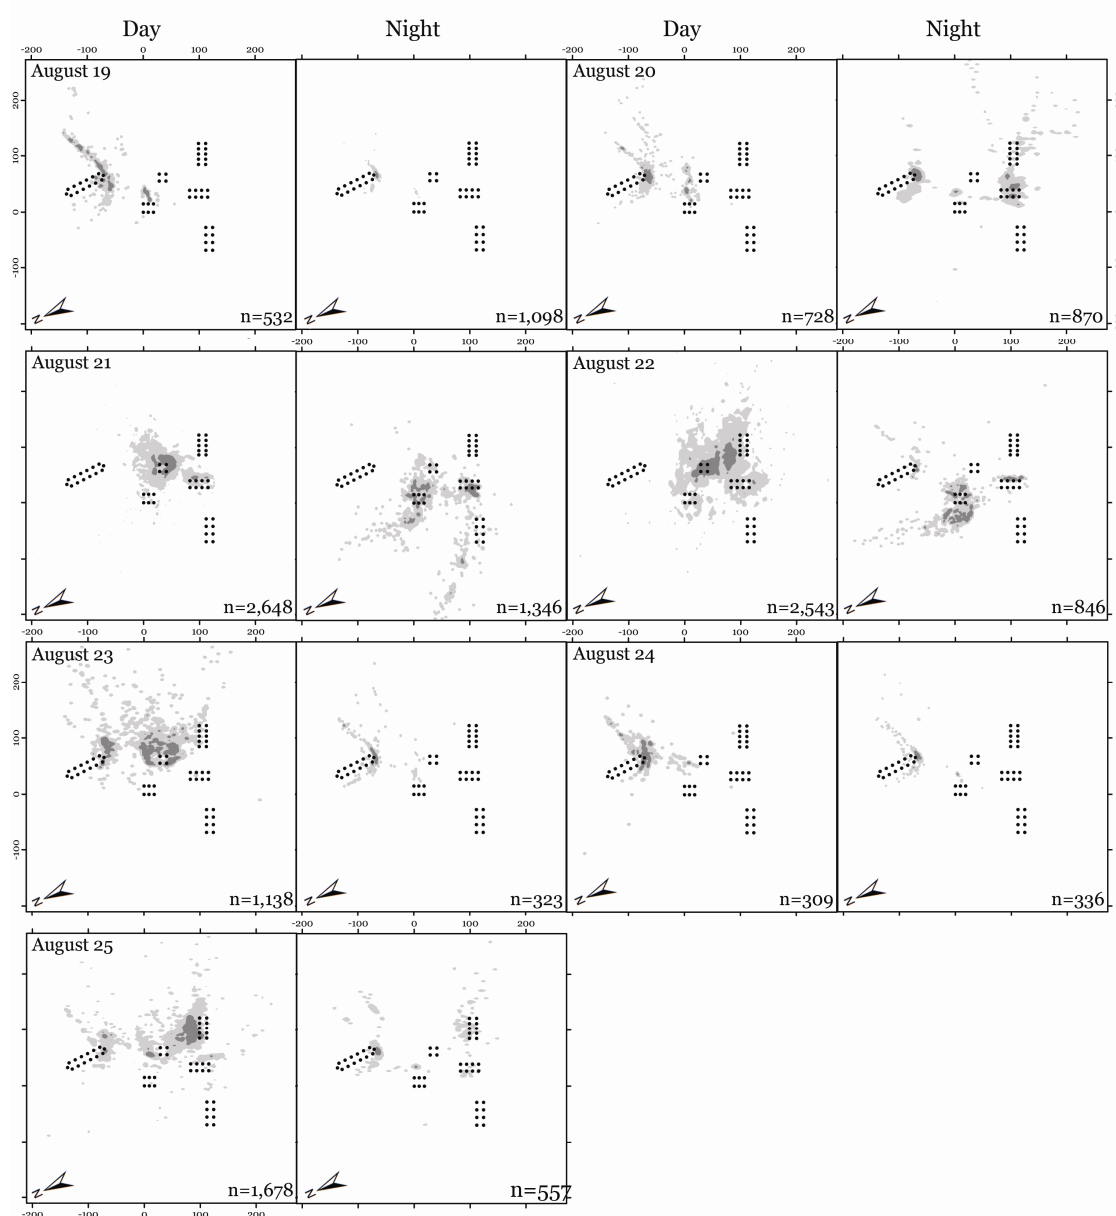 Day Night Day Night
-200 -100 0 100 200 -200 -100 0 100 200
August 19 August 20
200
100
0
-100
N N N N
n=532 n=1,098 n=728 n=870
-100 0 100 200 -100 0 100 200
August 21 August 22
N N N N
n=2,648 n=1,346 n=2,543 n=846
-200 -100 0 100 200 -200 -100 0 100 200
August 23 August 24
200
100
0
-100
N N N N
n=1,138 n=323 n=309 n=336
-100 0 100 200
August 25
N N
n=1,678 n=557
-200 -100 0 100 200